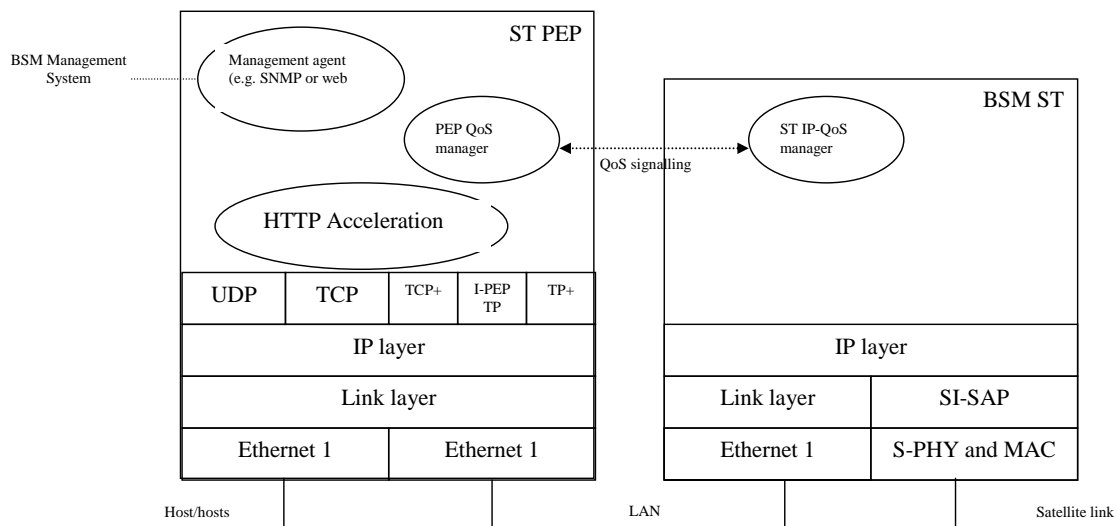 ST PEP
BSM Management
System
Management agent
(e.g. SNMP or web
BSM ST
PEP QoS
manager
ST IP-QoS
manager
QoS signalling
HTTP Acceleration
UDP
TCP
TCP+
I-PEP
TP
TP+
IP layer
IP layer
Link layer
Link layer
SI-SAP
Ethernet 1
Ethernet 1
Ethernet 1
S-PHY and MAC
Host/hosts
LAN
Satellite link